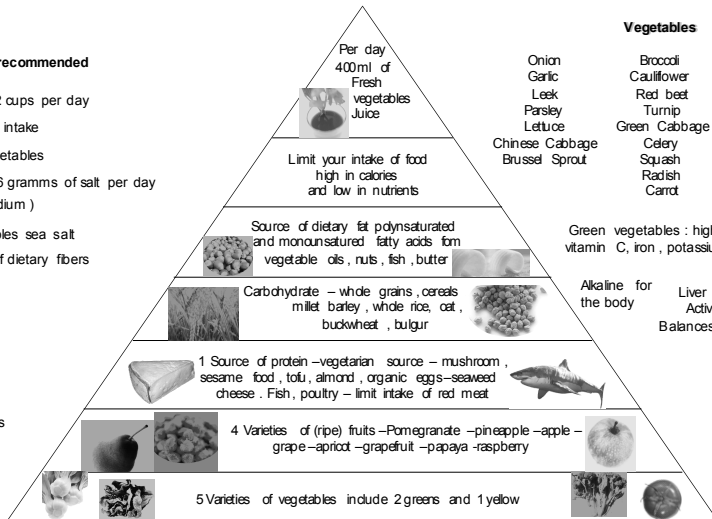 recommended
2 cups per day
intake
6 gramms of salt per day
sea salt
of dietary fibers
Per day
400ml of
Fresh
vegetables
Juice
Limit your intake of food
high in calories
and low in nutrients
Source of dietary fat polynsaturated
and monounsatured fatty acids fom
vegetable oils , nuts , fish , butter
Carbohydrate – whole grains , cereals
millet barley , whole rice, oat ,
buckwheat , bulgur
1 Source of protein –vegetarian source – mushroom ,
sesame food , tofu , almond , organic eggs –seaweed
cheese . Fish , poultry – limit intake of red meat
4 Varieties of (ripe) fruits –Pomegranate –pineapple –apple –
grape –apricot –grapefruit –papaya -raspberry
5 Varieties of vegetables include 2 greens and 1 yellow
Vegetables
Onion
Garlic
Leek
Parsley
Lettuce
Chinese Cabbage
Brussel Sprout
Broccoli
Cauliflower
Red beet
Turnip
Green Cabbage
Celery
Squash
Radish
Carrot
Green vegetables : high
vitamin C, iron , potassiu
Alkaline for
the body
Liver
Activ
Balances